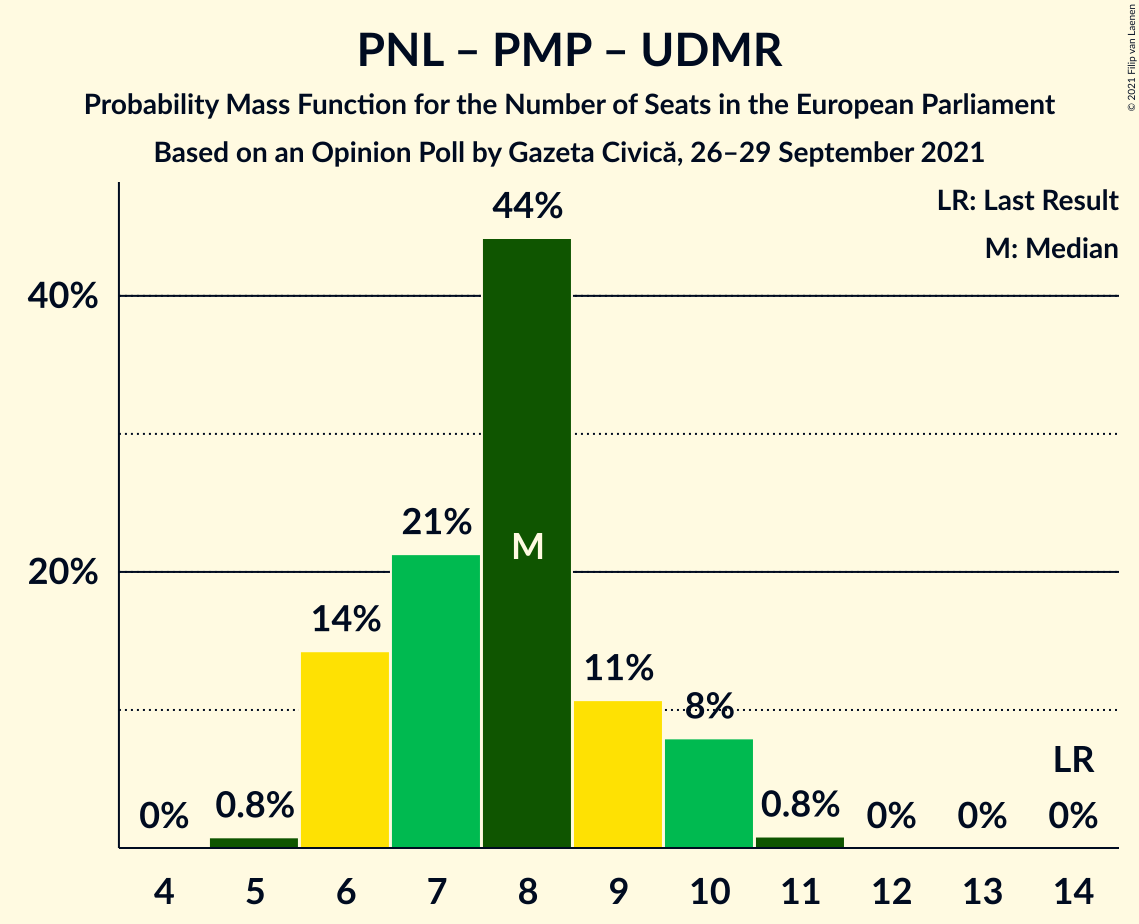 PNL – PMP – UDMR
Probability Mass Function for the Number of Seats in the European Parliament
Based on an Opinion Poll by Gazeta Civică, 26–29 September 2021
© 2021 Filip van Laenen
LR: Last Result
M: Median
44%
40%
21%
M
20%
14%
11%
8%
LR
0%
0.8%
0.8%
0%
0%
0%
4 5 6 7 8 9 10 11 12 13 14